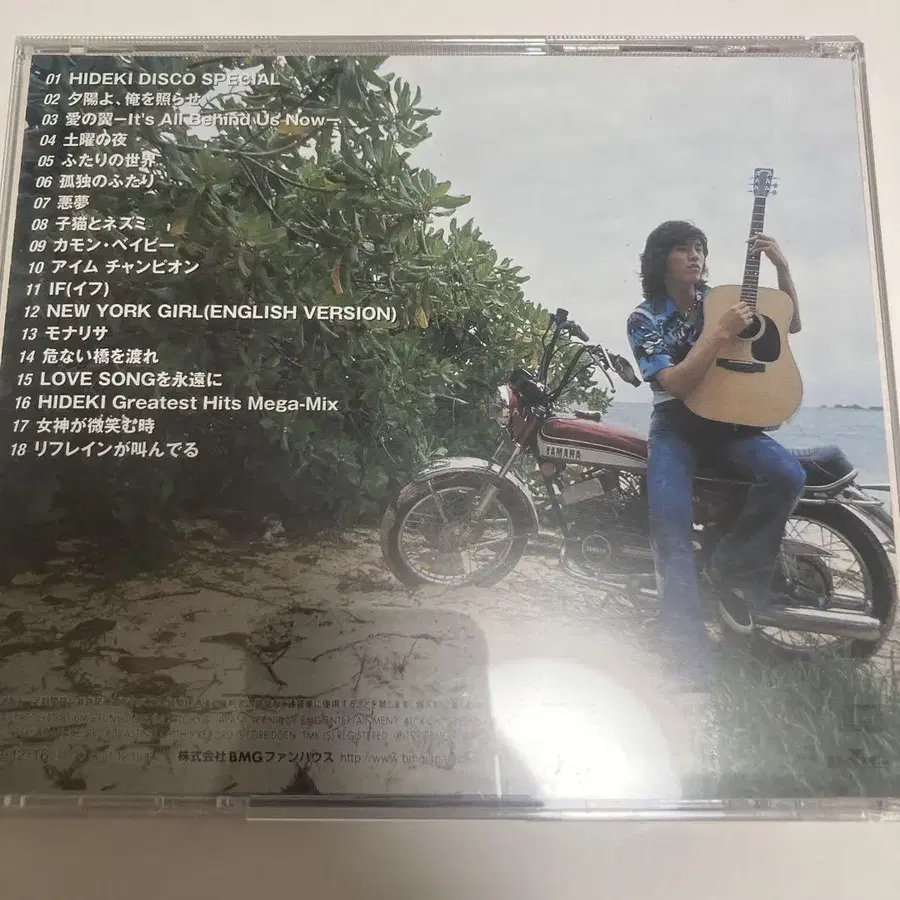 01 HIDEKI DISCO SPECIAL
02 夕陽よ、俺を照らせ
03 愛の翼—It's All Behind Us Now—
04 土曜の夜
05 ふたりの世界
06 孤独のふたり
07 悪夢
08 子猫とネズミ
09 カモン・ベイビー
10 アイム チャンピオン
11 IF(イフ)
12 NEW YORK GIRL(ENGLISH VERSION)
13 モナリサ
14 危ない橋を渡れ
15 LOVE SONGを永遠に
16 HIDEKI Greatest Hits Mega-Mix
17 女神が微笑む時
18 リフレインが叫んでる
YAMAHA
YAMAHA
株式会社BMGファンハウス http://www.bmgjapan